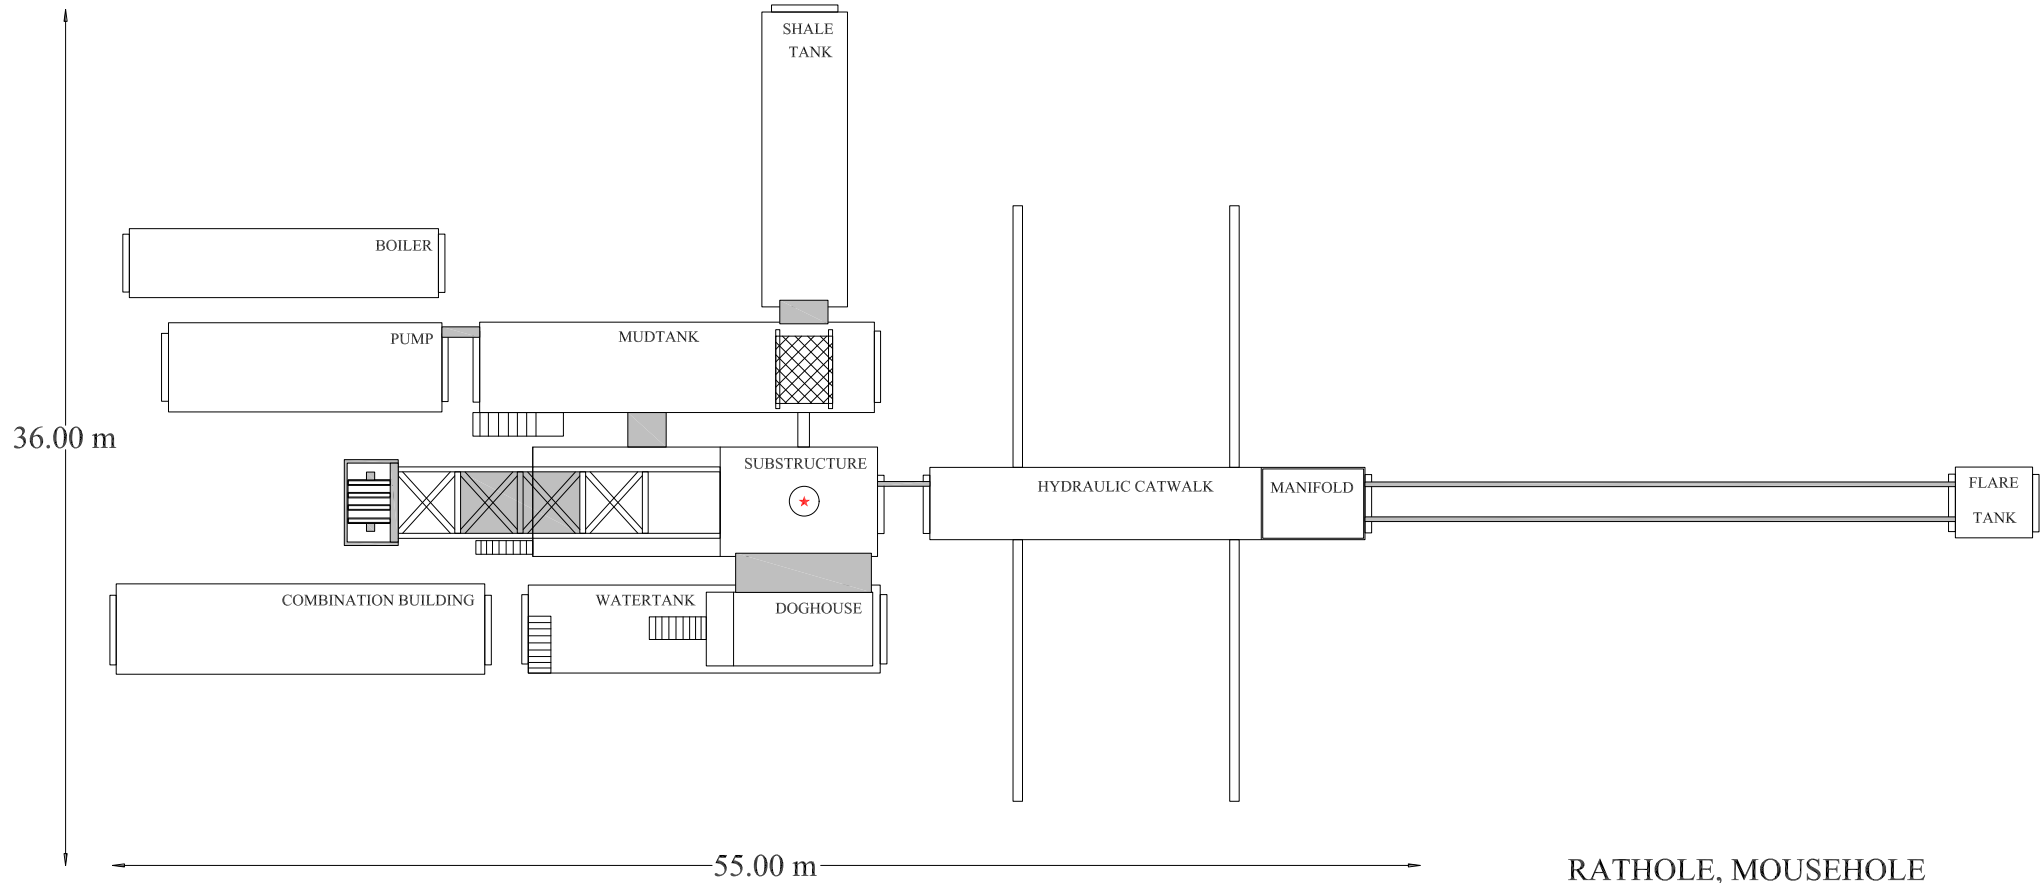 SHALE
TANK
BOILER
PUMP
MUDTANK
36.00 m
SUBSTRUCTURE
HYDRAULIC CATWALK
MANIFOLD
FLARE
TANK
COMBINATION BUILDING
WATERTANK
DOGHOUSE
55.00 m
RATHOLE, MOUSEHOLE